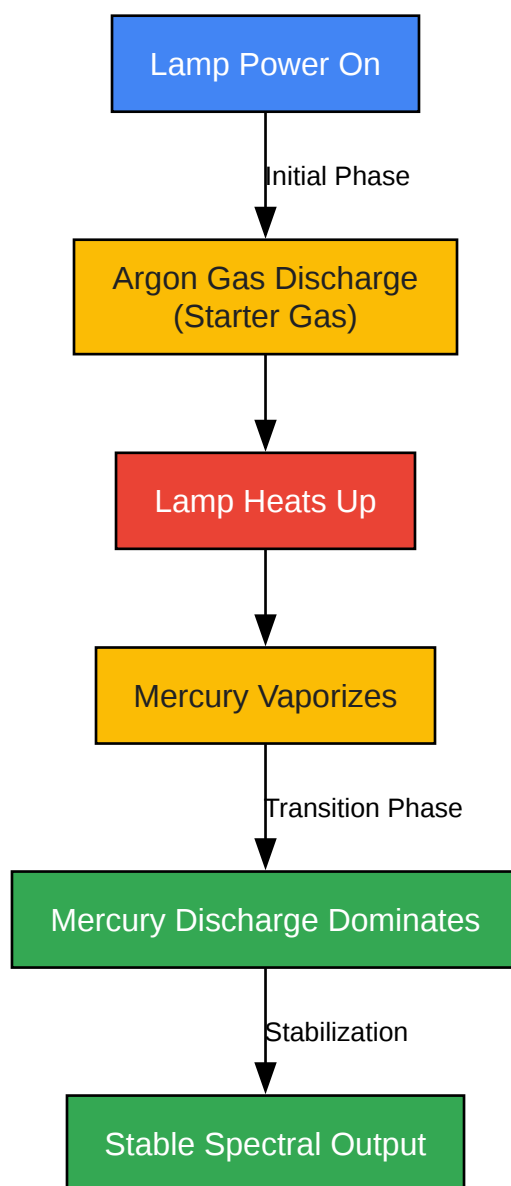 Lamp Power On
Initial Phase
Argon Gas Discharge
(Starter Gas)
Lamp Heats Up
Mercury Vaporizes
Transition Phase
Mercury Discharge Dominates
Stabilization
Stable Spectral Output